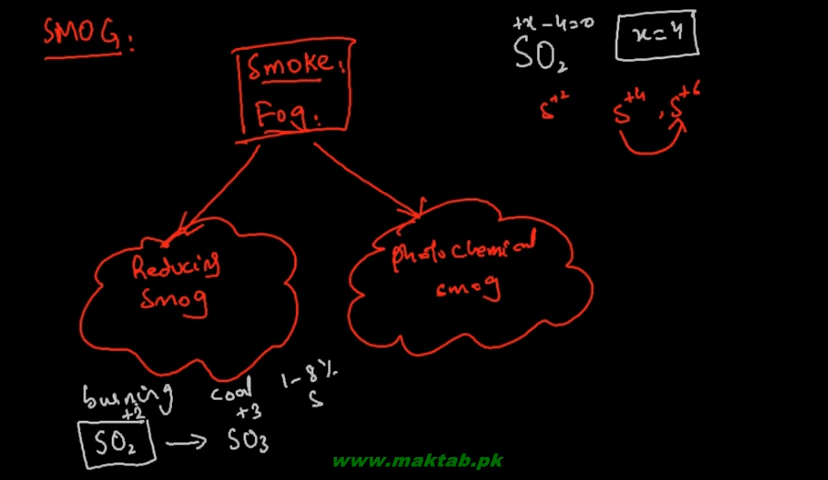 SMOG:
Smoke:
Fog:
+x -4=0
SO2
x=4
S+2 S+4, S+6
Reducing
Smog
photochemical
smog
burning coal 1-8%
S
+2 +3
SO2 → SO3
www.maktab.pk